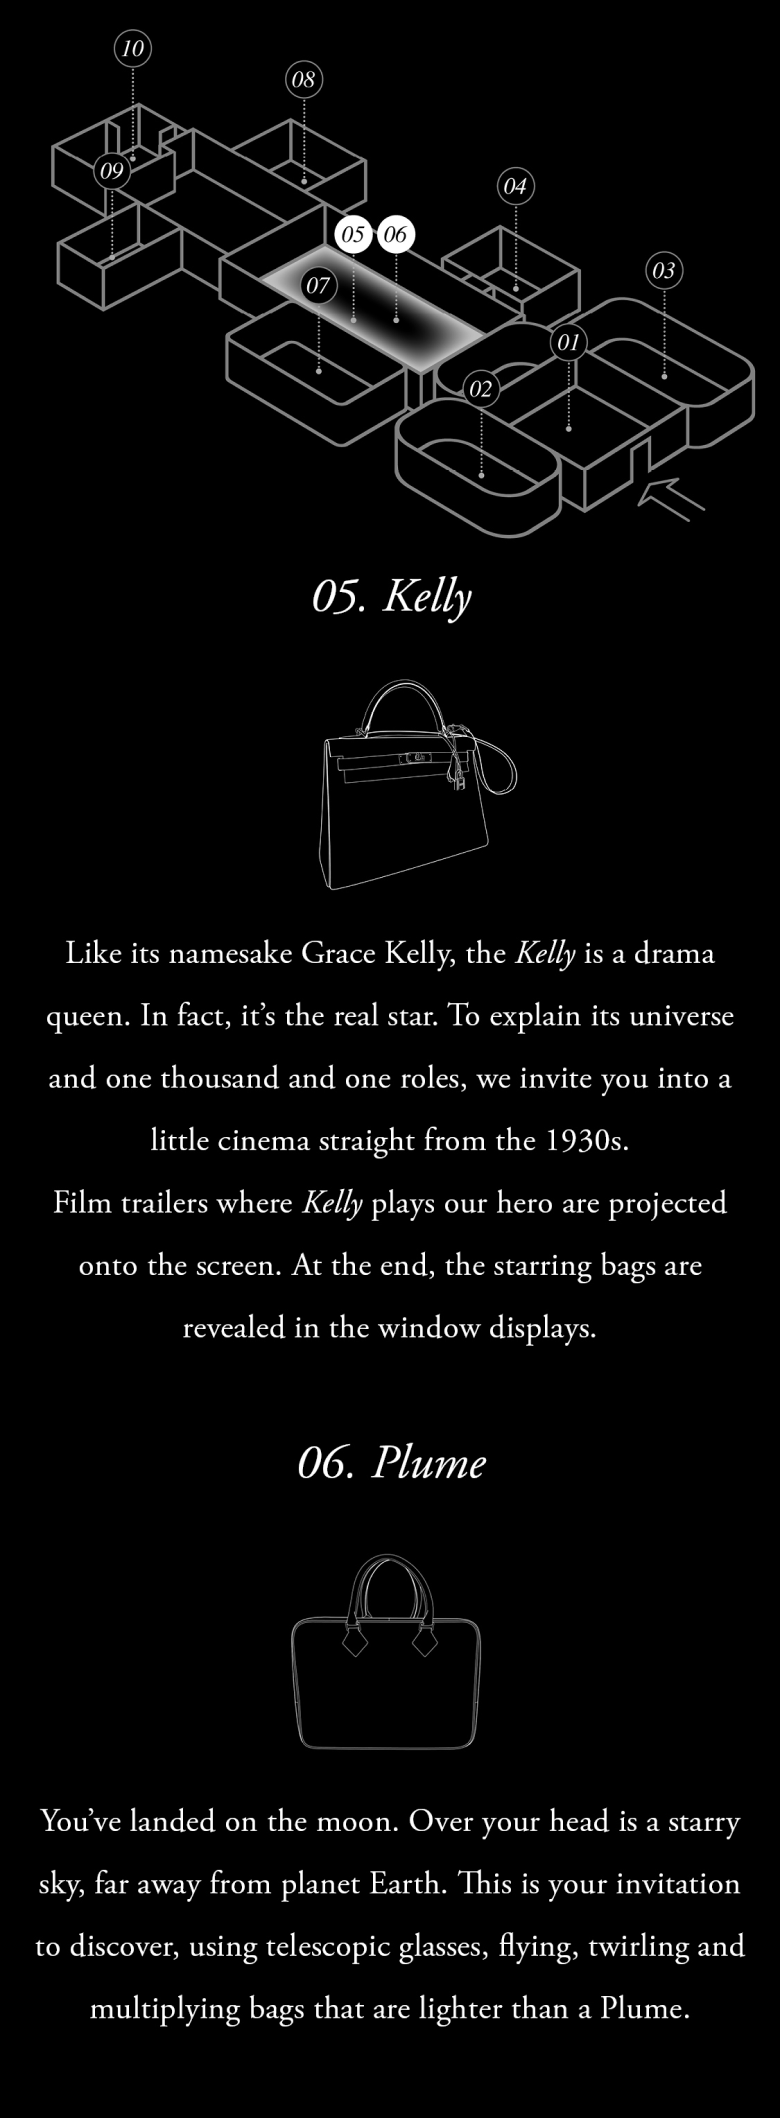 10
08
09
04
05
06
03
07
01
02
05. Kelly
Like its namesake Grace Kelly, the Kelly is a drama
queen. In fact, it’s the real star. To explain its universe
and one thousand and one roles, we invite you into a
little cinema straight from the 1930s.
Film trailers where Kelly plays our hero are projected
onto the screen. At the end, the starring bags are
revealed in the window displays.
06. Plume
You’ve landed on the moon. Over your head is a starry
sky, far away from planet Earth. This is your invitation
to discover, using telescopic glasses, flying, twirling and
multiplying bags that are lighter than a Plume.